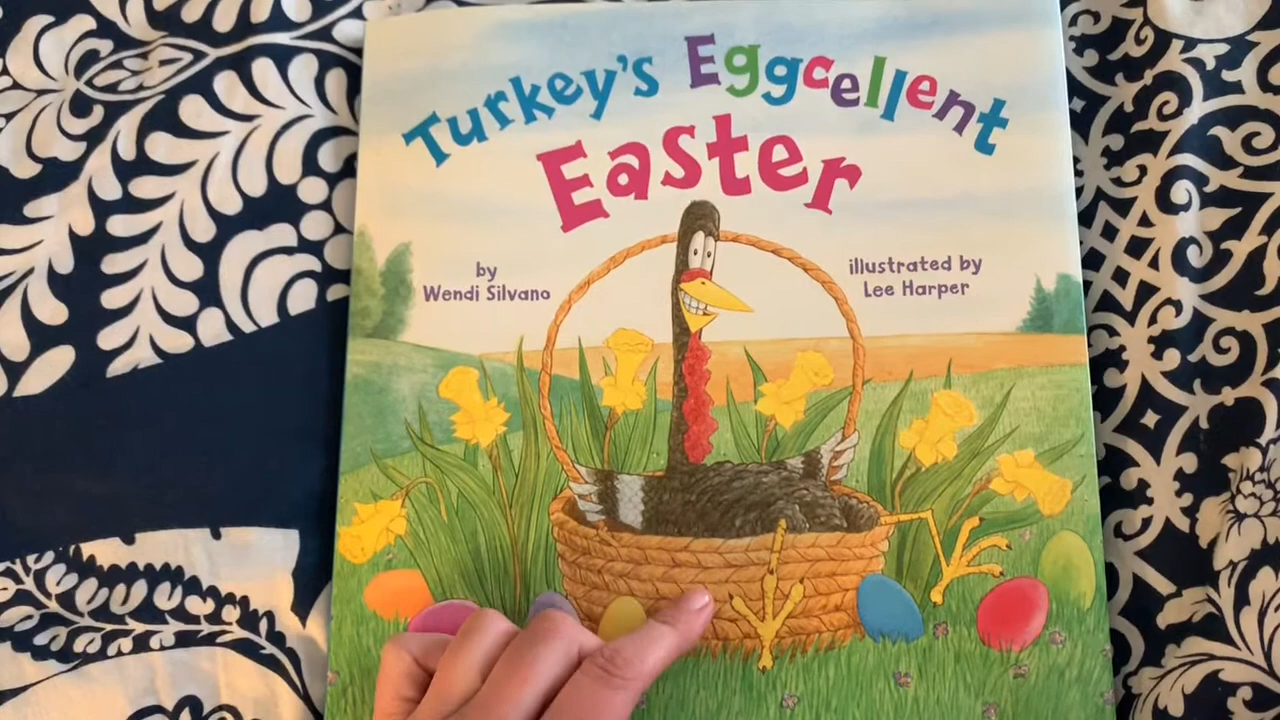 Turkey's Eggcellent
Easter
by
Wendi Silvano
illustrated by
Lee Harper